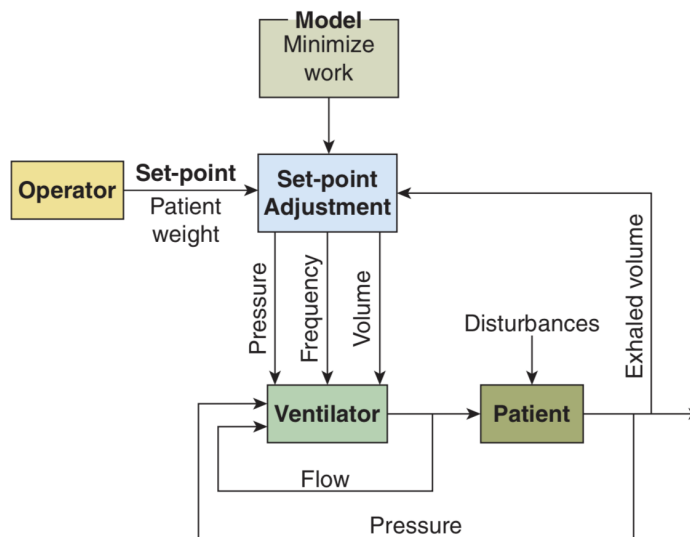 Model
Minimize
work
Operator
Set-point
Patient
weight
Set-point
Adjustment
Pressure
Frequency
Volume
Exhaled volume
Disturbances
Ventilator
Patient
Flow
Pressure